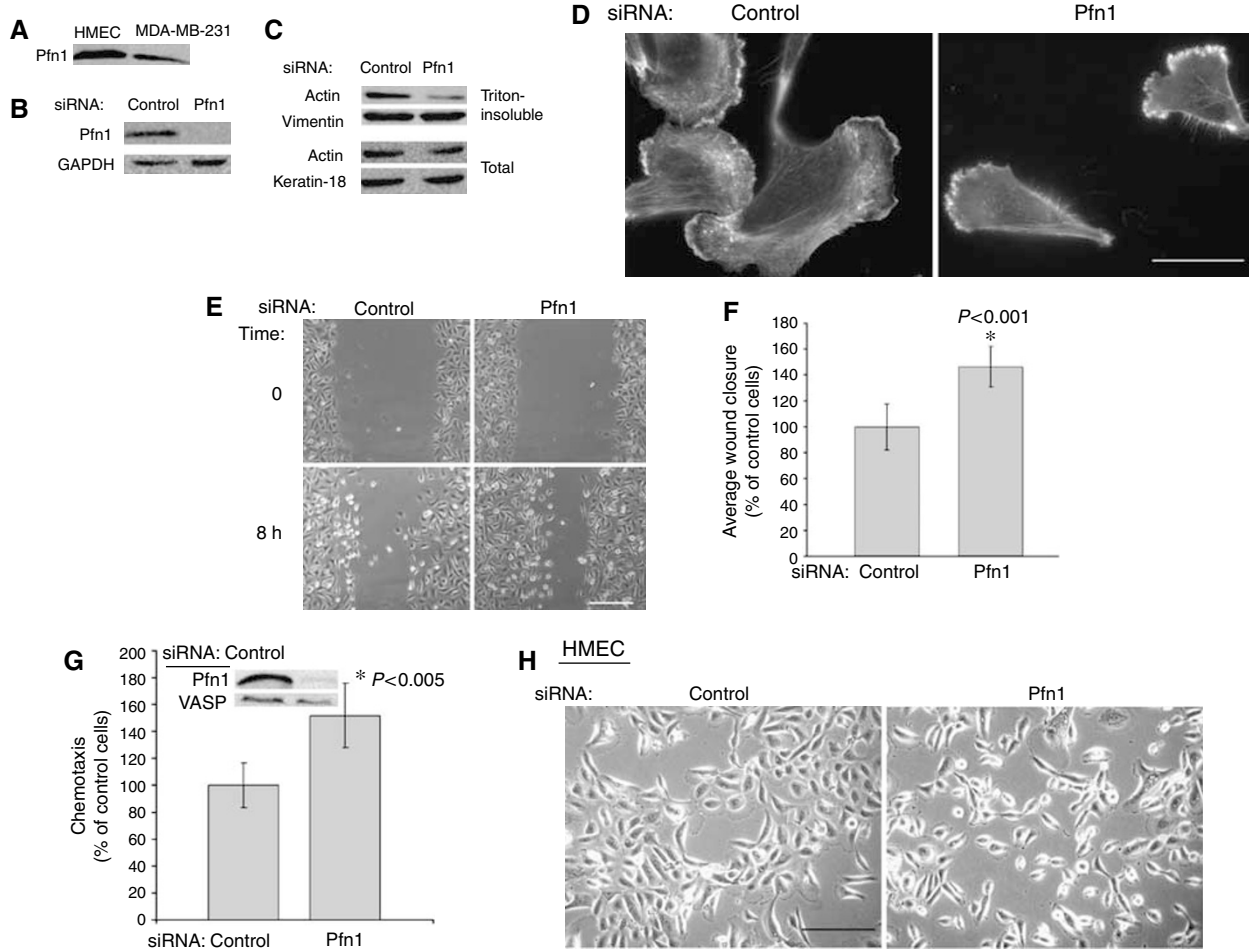 A
HMEC MDA-MB-231
Pfn1
B
siRNA: Control Pfn1
Pfn1
GAPDH
C
siRNA: Control Pfn1
Actin
Vimentin
Triton-
insoluble
Actin
Keratin-18
Total
D siRNA: Control Pfn1
E siRNA: Control Pfn1
Time:
0
8 h
F
Average wound closure
(% of control cells)
180
160
140
120
100
80
60
40
20
0
P<0.001
*
siRNA: Control Pfn1
G
Chemotaxis
(% of control cells)
200
180
160
140
120
100
80
60
40
20
0
siRNA: Control
Pfn1
VASP
* P<0.005
siRNA: Control Pfn1
H HMEC
siRNA: Control Pfn1